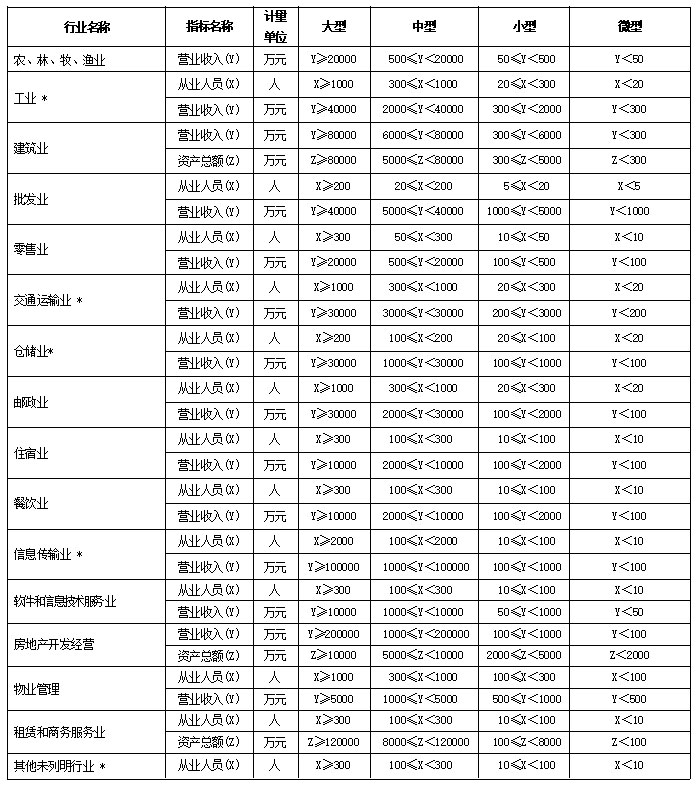 行业名称 指标名称 计量单位 大型 中型 小型 微型
农、林、牧、渔业 营业收入(Y) 万元 Y≥20000 500≤Y＜20000 50≤Y＜500 Y＜50
工业 * 从业人员(X) 人 X≥1000 300≤X＜1000 20≤X＜300 X＜20
营业收入(Y) 万元 Y≥40000 2000≤Y＜40000 300≤Y＜2000 Y＜300
建筑业 营业收入(Y) 万元 Y≥80000 6000≤Y＜80000 300≤Y＜6000 Y＜300
资产总额(Z) 万元 Z≥80000 5000≤Z＜80000 300≤Z＜5000 Z＜300
批发业 从业人员(X) 人 X≥200 20≤X＜200 5≤X＜20 X＜5
营业收入(Y) 万元 Y≥40000 5000≤Y＜40000 1000≤Y＜5000 Y＜1000
零售业 从业人员(X) 人 X≥300 50≤X＜300 10≤X＜50 X＜10
营业收入(Y) 万元 Y≥20000 500≤Y＜20000 100≤Y＜500 Y＜100
交通运输业 * 从业人员(X) 人 X≥1000 300≤X＜1000 20≤X＜300 X＜20
营业收入(Y) 万元 Y≥30000 3000≤Y＜30000 200≤Y＜3000 Y＜200
仓储业* 从业人员(X) 人 X≥200 100≤X＜200 20≤X＜100 X＜20
营业收入(Y) 万元 Y≥30000 1000≤Y＜30000 100≤Y＜1000 Y＜100
邮政业 从业人员(X) 人 X≥1000 300≤X＜1000 20≤X＜300 X＜20
营业收入(Y) 万元 Y≥30000 2000≤Y＜30000 100≤Y＜2000 Y＜100
住宿业 从业人员(X) 人 X≥300 100≤X＜300 10≤X＜100 X＜10
营业收入(Y) 万元 Y≥10000 2000≤Y＜10000 100≤Y＜2000 Y＜100
餐饮业 从业人员(X) 人 X≥300 100≤X＜300 10≤X＜100 X＜10
营业收入(Y) 万元 Y≥10000 2000≤Y＜10000 100≤Y＜2000 Y＜100
信息传输业 * 从业人员(X) 人 X≥2000 100≤X＜2000 10≤X＜100 X＜10
营业收入(Y) 万元 Y≥100000 1000≤Y＜100000 100≤Y＜1000 Y＜100
软件和信息技术服务业 从业人员(X) 人 X≥300 100≤X＜300 10≤X＜100 X＜10
营业收入(Y) 万元 Y≥10000 1000≤Y＜10000 50≤Y＜1000 Y＜50
房地产开发经营 营业收入(Y) 万元 Y≥200000 1000≤Y＜200000 100≤Y＜1000 Y＜100
资产总额(Z) 万元 Z≥10000 5000≤Z＜10000 2000≤Z＜5000 Z＜2000
物业管理 从业人员(X) 人 X≥1000 300≤X＜1000 100≤X＜300 X＜100
营业收入(Y) 万元 Y≥5000 1000≤Y＜5000 500≤Y＜1000 Y＜500
租赁和商务服务业 从业人员(X) 人 X≥300 100≤X＜300 10≤X＜100 X＜10
资产总额(Z) 万元 Z≥120000 8000≤Z＜120000 100≤Z＜8000 Z＜100
其他未列明行业 * 从业人员(X) 人 X≥300 100≤X＜300 10≤X＜100 X＜10